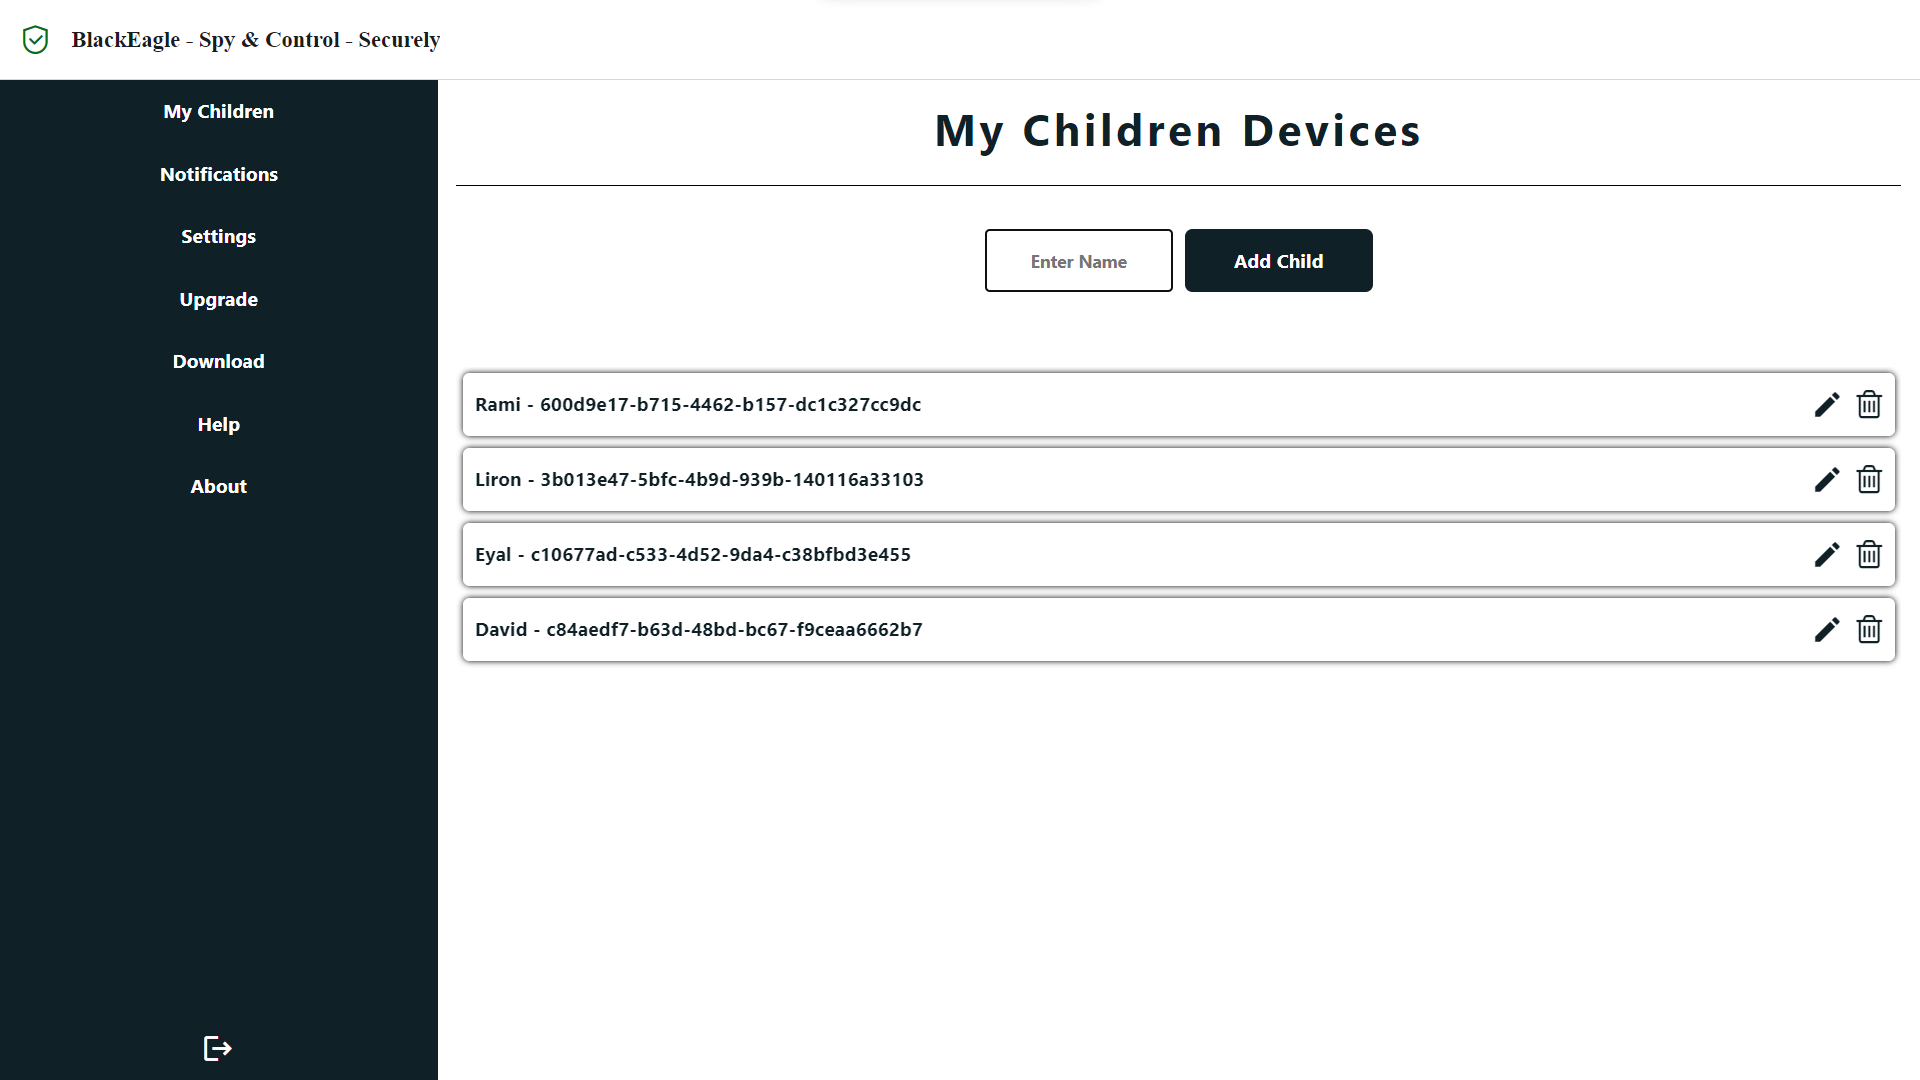 BlackEagle - Spy & Control - Securely
My Children
Notifications
Settings
Upgrade
Download
Help
About
My Children Devices
Enter Name
Add Child
Rami - 600d9e17-b715-4462-b157-dc1c327cc9dc
Liron - 3b013e47-5bfc-4b9d-939b-140116a33103
Eyal - c10677ad-c533-4d52-9da4-c38bfbd3e455
David - c84aedf7-b63d-48bd-bc67-f9ceaa6662b7